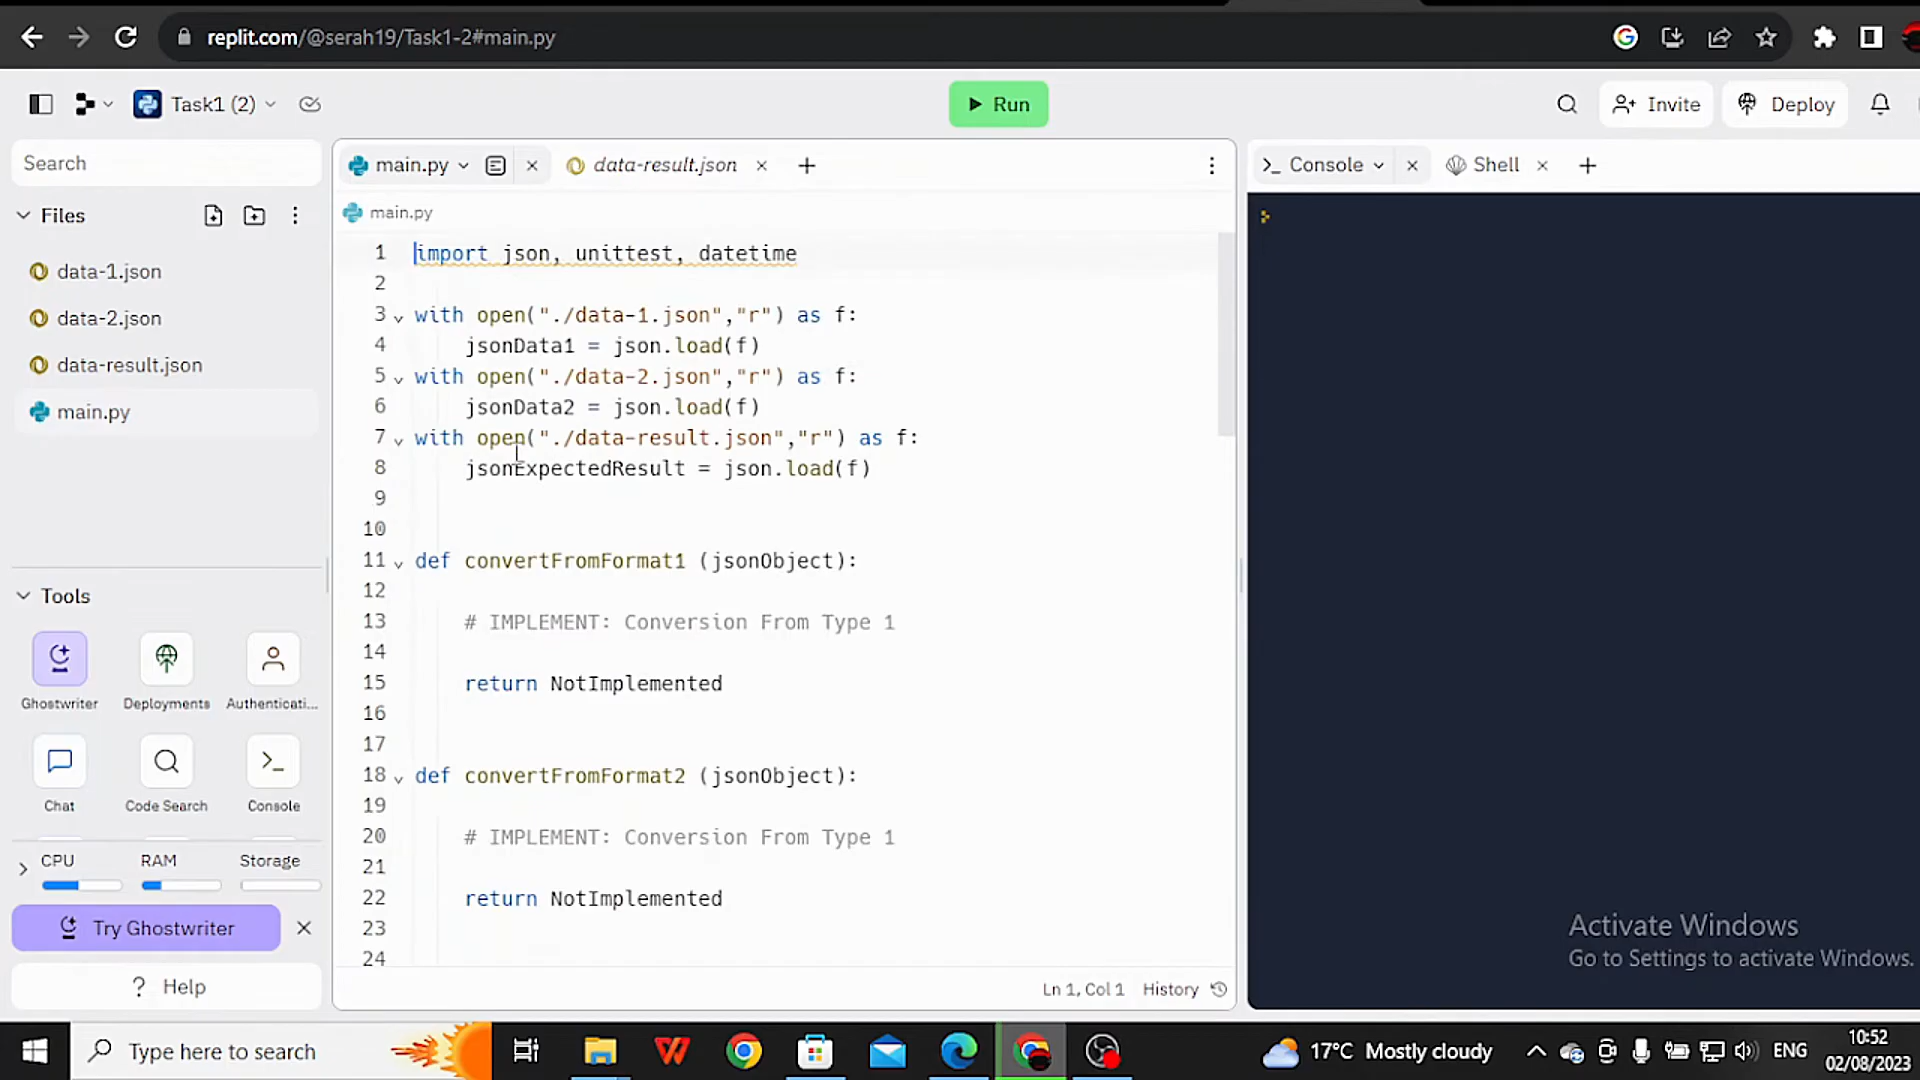 replit.com/@serah19/Task1-2#main.py
Task1 (2)
Run
Invite
Deploy
Search
Files
data-1.json
data-2.json
data-result.json
main.py
Tools
Ghostwriter
Deployments
Authenticati...
Chat
Code Search
Console
CPU
RAM
Storage
Try Ghostwriter
? Help
main.py
data-result.json
main.py
1 import json, unittest, datetime
2
3 with open("./data-1.json","r") as f:
4 jsonData1 = json.load(f)
5 with open("./data-2.json","r") as f:
6 jsonData2 = json.load(f)
7 with open("./data-result.json","r") as f:
8 jsonExpectedResult = json.load(f)
9
10
11 def convertFromFormat1 (jsonObject):
12
13 # IMPLEMENT: Conversion From Type 1
14
15 return NotImplemented
16
17
18 def convertFromFormat2 (jsonObject):
19
20 # IMPLEMENT: Conversion From Type 1
21
22 return NotImplemented
23
24
Ln 1, Col 1 History
Console
Shell
Activate Windows
Go to Settings to activate Windows.
Type here to search
17°C Mostly cloudy
ENG
10:52
02/08/2023